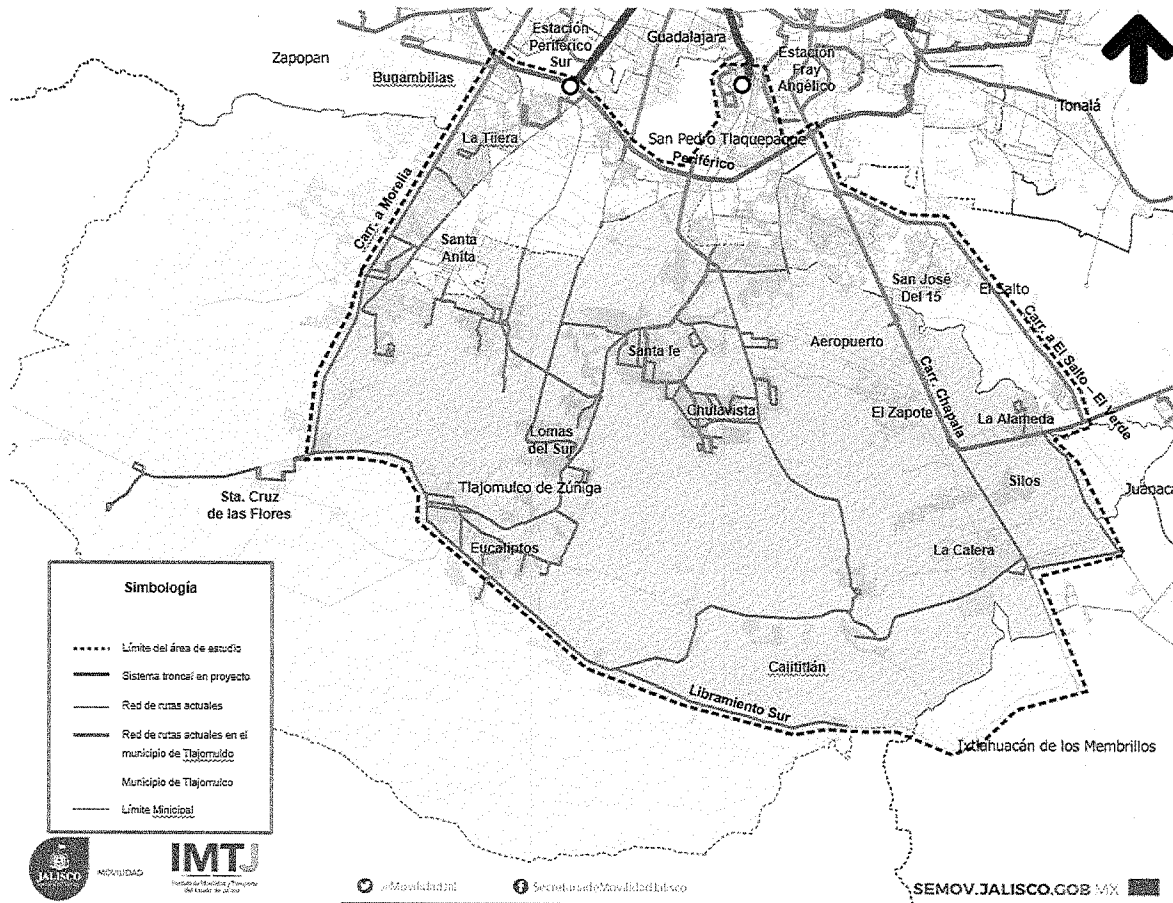 Estación
Periférico
Sur
Guadalajara
Zapopan
Bugambilias
Estación
Fray
Angélico
Tonalá
La Tijera
San Pedro Tlaquepaque
Periférico
Carr. a Morelia
Santa
Anita
San José
Del 15
El Salto
Carr. a El Salto – El Verde
Aeropuerto
Santa fe
Carr. Chapala
El Zapote
La Alameda
Chulavista
Lomas
del Sur
Silos
Tlajomulco de Zúñiga
Sta. Cruz
de las Flores
Juanaca
Eucaliptos
La Calera
Cajititlán
Libramiento Sur
Ixtlahuacán de los Membrillos
Simbología
Límite del área de estudio
Sistema troncal en proyecto
Red de rutas actuales
Red de rutas actuales en el
municipio de Tlajomulco
Municipio de Tlajomulco
Límite Minicipal
JALISCO
MOVILIDAD
IMTJ
SecretariadeMovilidadJalisco
SEMOV.JALISCO.GOB.MX